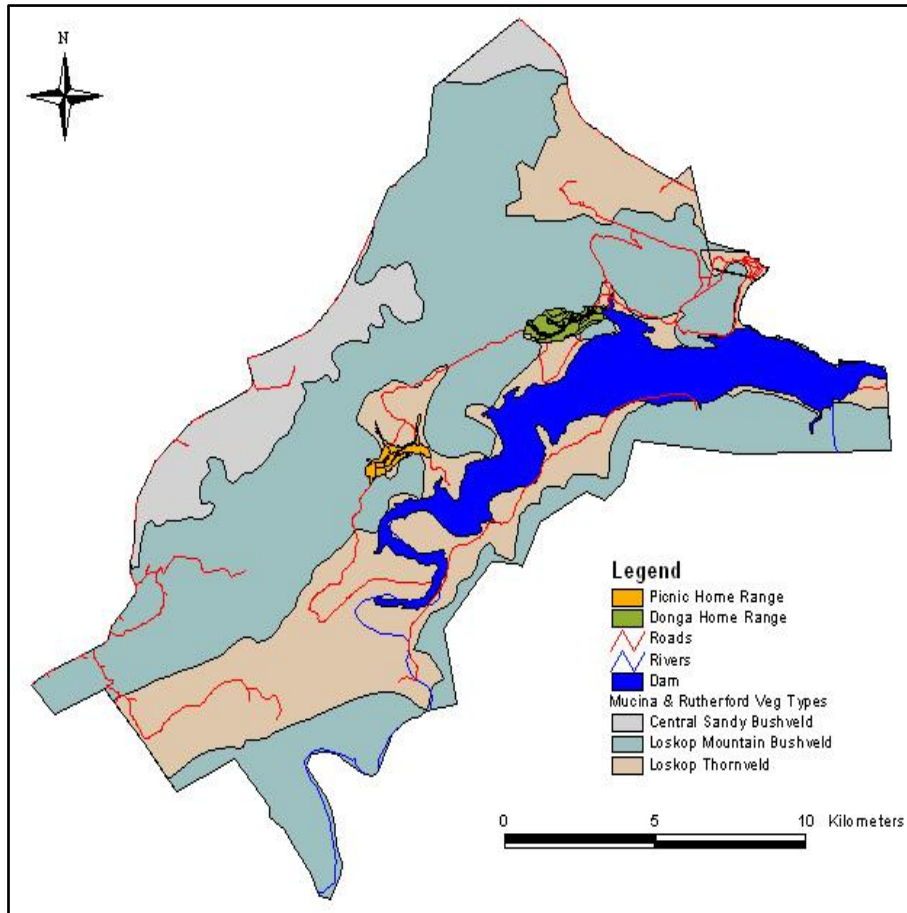 N
Legend
Picnic Home Range
Donga Home Range
Roads
Rivers
Dam
Mucina & Rutherford Veg Types
Central Sandy Bushveld
Loskop Mountain Bushveld
Loskop Thornveld
0 5 10 Kilometers